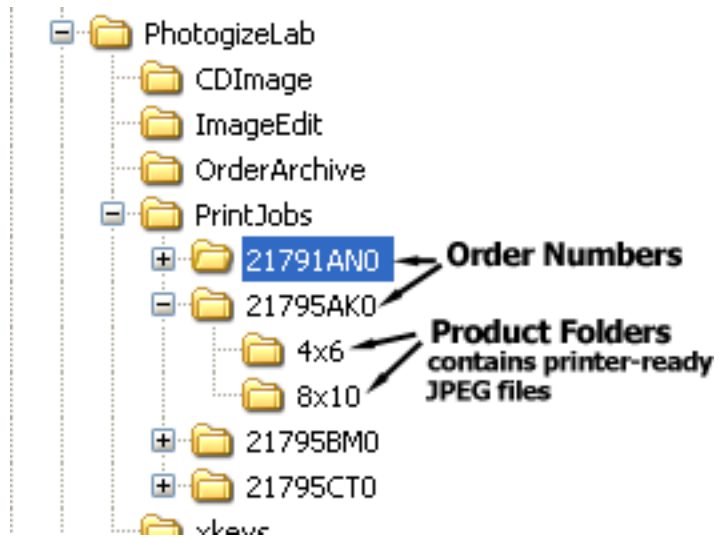 PhotogizeLab
CDImage
ImageEdit
OrderArchive
PrintJobs
21791AN0 Order Numbers
21795AK0
4x6 Product Folders
contains printer-ready
8x10 JPEG files
21795BM0
21795CT0
xkeys